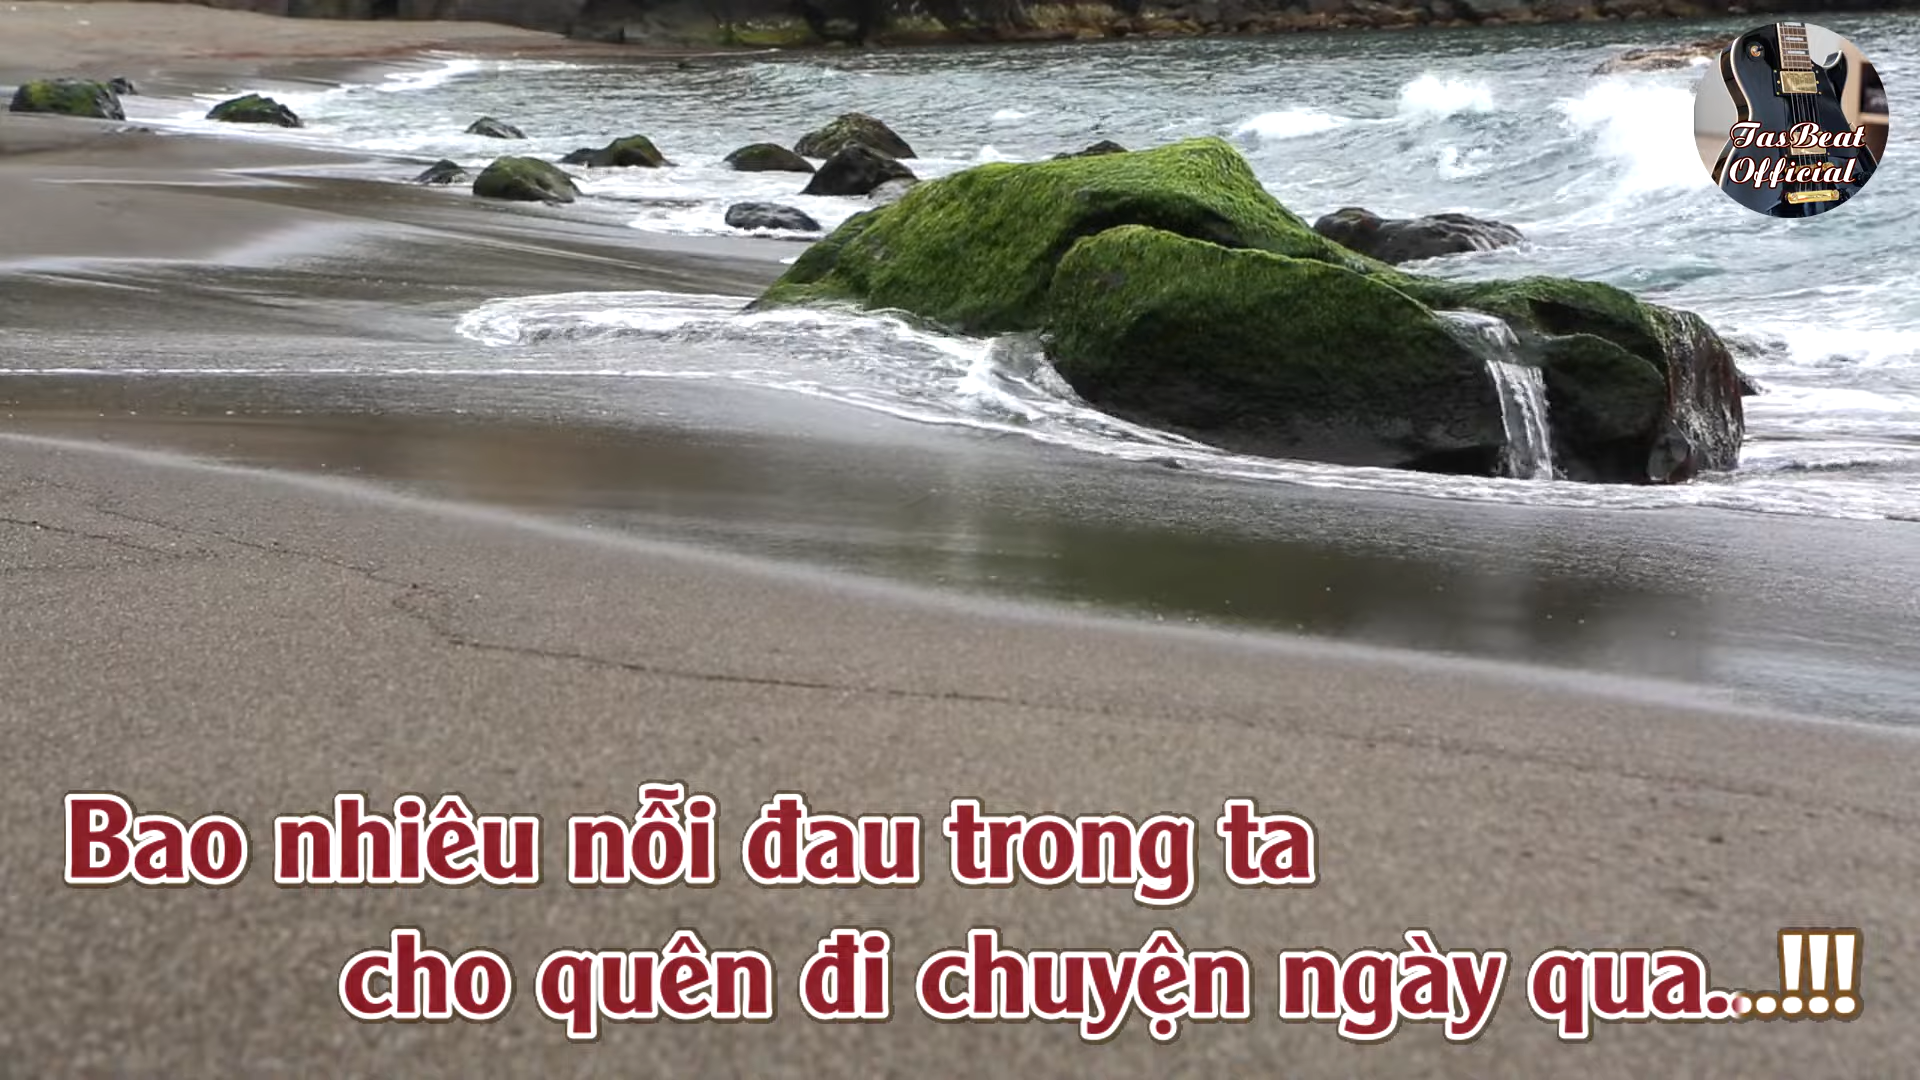 TasBeat
Official
Bao nhiêu nỗi đau trong ta
cho quên đi chuyện ngày qua...!!!